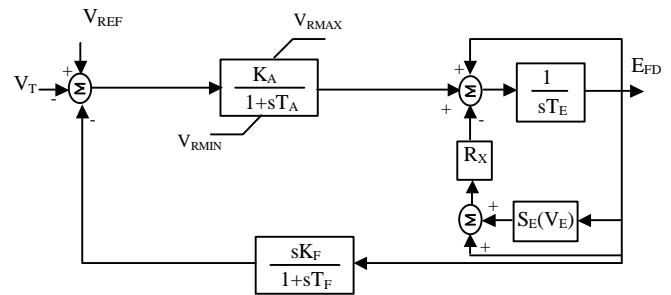 V_REF
V_RMAX
V_T
+
-
-
Σ
K_A
1+sT_A
V_RMIN
+
+
-
Σ
1
sT_E
E_FD
R_X
Σ
+
+
S_E(V_E)
sK_F
1+sT_F